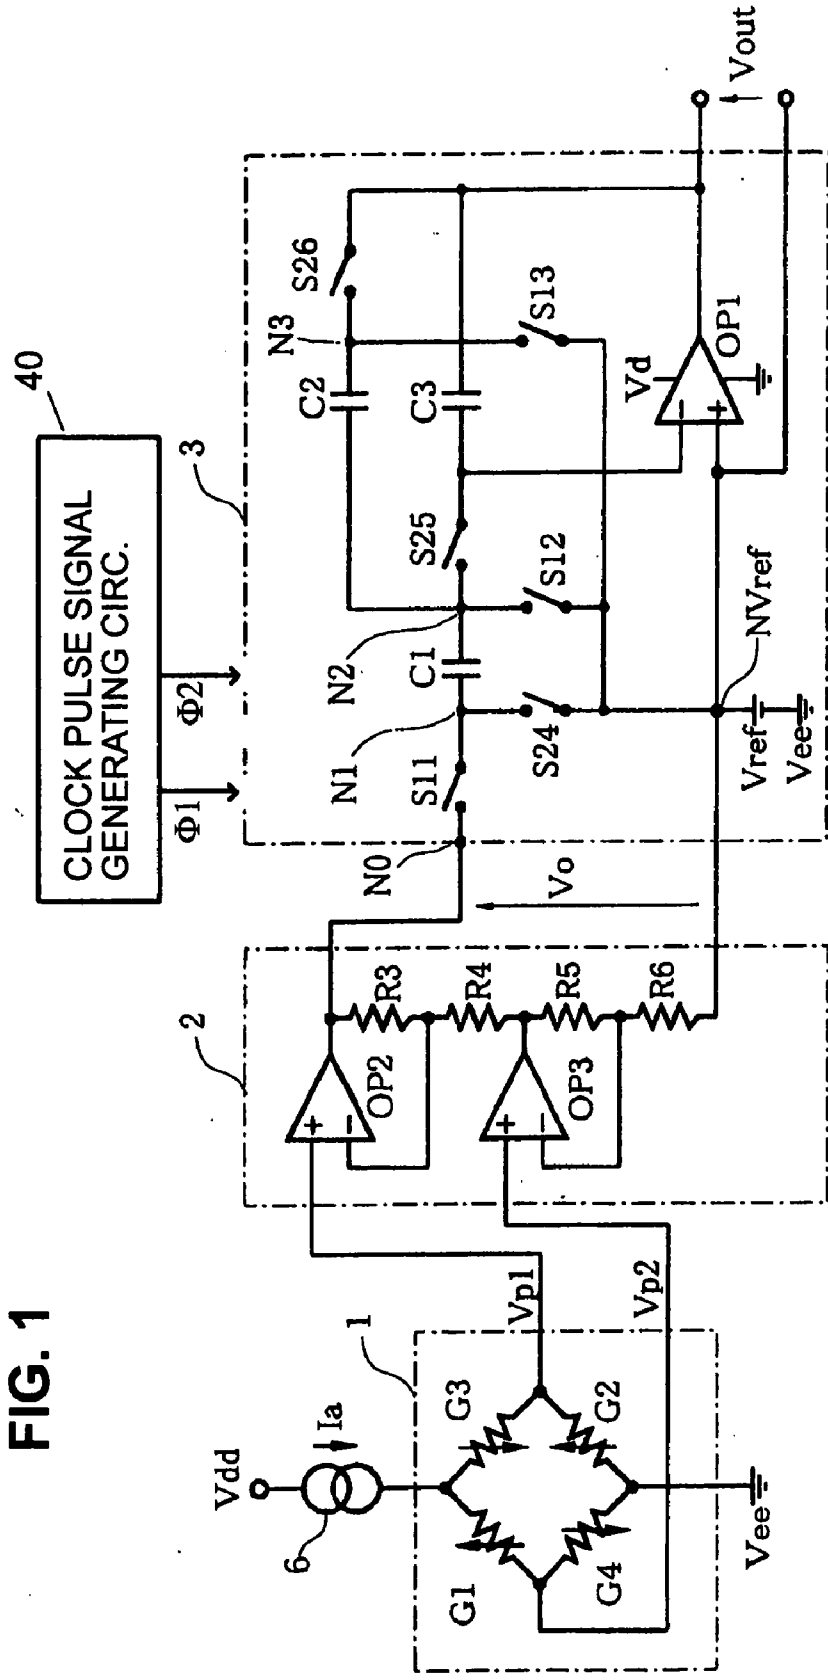 FIG. 1
40
CLOCK PULSE SIGNAL
GENERATING CIRC.
Φ1
Φ2
Vdd
Ia
6
1
G1
G3
G4
G2
Vee
Vp1
Vp2
2
OP2
OP3
R3
R4
R5
R6
Vo
3
N0
S11
N1
C1
N2
S24
S12
S25
C2
C3
N3
S26
S13
Vd
OP1
NVref
Vref
Vee
Vout